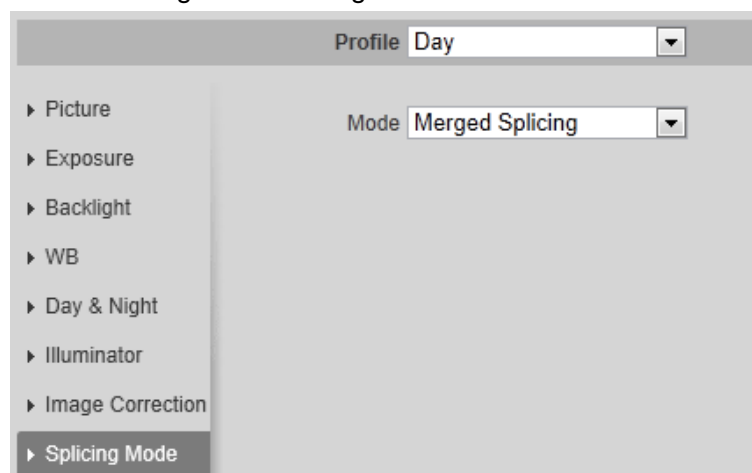 Profile Day
Picture
Mode Merged Splicing
Exposure
Backlight
WB
Day & Night
Illuminator
Image Correction
Splicing Mode